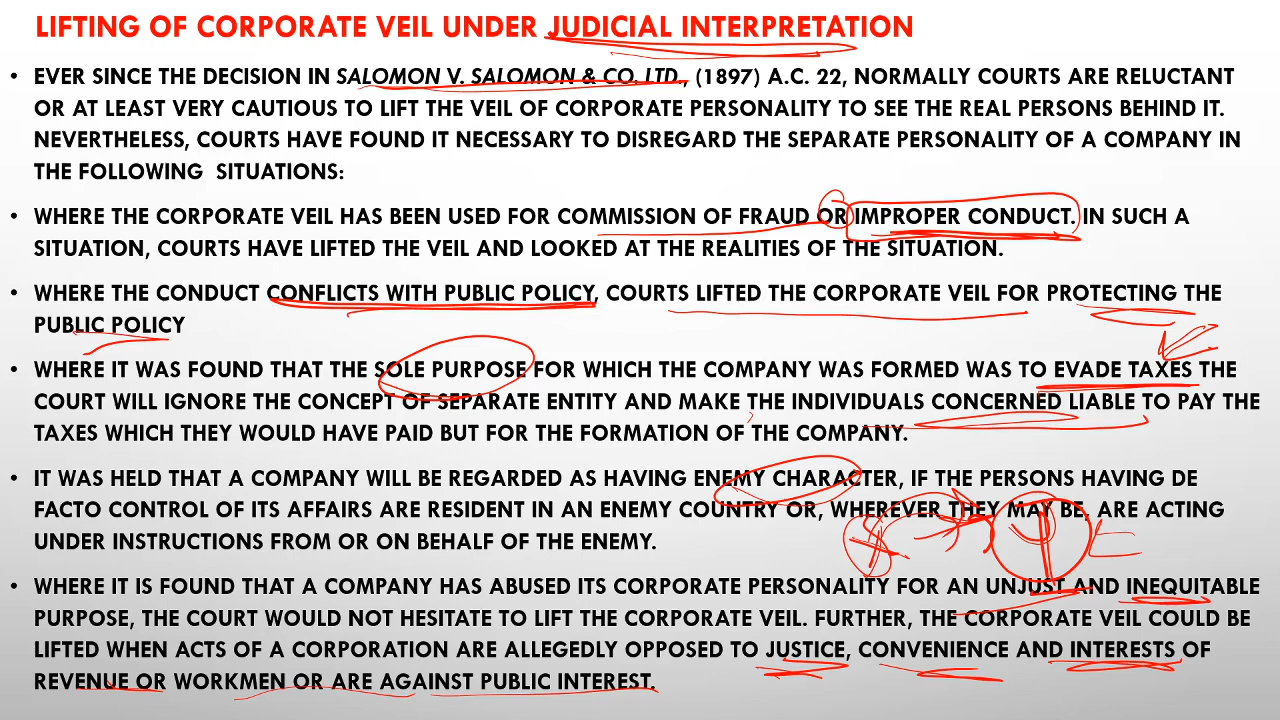 LIFTING OF CORPORATE VEIL UNDER JUDICIAL INTERPRETATION
• EVER SINCE THE DECISION IN SALOMON V. SALOMON & CO. LTD., (1897) A.C. 22, NORMALLY COURTS ARE RELUCTANT
OR AT LEAST VERY CAUTIOUS TO LIFT THE VEIL OF CORPORATE PERSONALITY TO SEE THE REAL PERSONS BEHIND IT.
NEVERTHELESS, COURTS HAVE FOUND IT NECESSARY TO DISREGARD THE SEPARATE PERSONALITY OF A COMPANY IN
THE FOLLOWING SITUATIONS:
• WHERE THE CORPORATE VEIL HAS BEEN USED FOR COMMISSION OF FRAUD OR IMPROPER CONDUCT. IN SUCH A
SITUATION, COURTS HAVE LIFTED THE VEIL AND LOOKED AT THE REALITIES OF THE SITUATION.
• WHERE THE CONDUCT CONFLICTS WITH PUBLIC POLICY, COURTS LIFTED THE CORPORATE VEIL FOR PROTECTING THE
PUBLIC POLICY
• WHERE IT WAS FOUND THAT THE SOLE PURPOSE FOR WHICH THE COMPANY WAS FORMED WAS TO EVADE TAXES THE
COURT WILL IGNORE THE CONCEPT OF SEPARATE ENTITY AND MAKE THE INDIVIDUALS CONCERNED LIABLE TO PAY THE
TAXES WHICH THEY WOULD HAVE PAID BUT FOR THE FORMATION OF THE COMPANY.
• IT WAS HELD THAT A COMPANY WILL BE REGARDED AS HAVING ENEMY CHARACTER, IF THE PERSONS HAVING DE
FACTO CONTROL OF ITS AFFAIRS ARE RESIDENT IN AN ENEMY COUNTRY OR, WHEREVER THEY MAY BE, ARE ACTING
UNDER INSTRUCTIONS FROM OR ON BEHALF OF THE ENEMY.
• WHERE IT IS FOUND THAT A COMPANY HAS ABUSED ITS CORPORATE PERSONALITY FOR AN UNJUST AND INEQUITABLE
PURPOSE, THE COURT WOULD NOT HESITATE TO LIFT THE CORPORATE VEIL. FURTHER, THE CORPORATE VEIL COULD BE
LIFTED WHEN ACTS OF A CORPORATION ARE ALLEGEDLY OPPOSED TO JUSTICE, CONVENIENCE AND INTERESTS OF
REVENUE OR WORKMEN OR ARE AGAINST PUBLIC INTEREST.